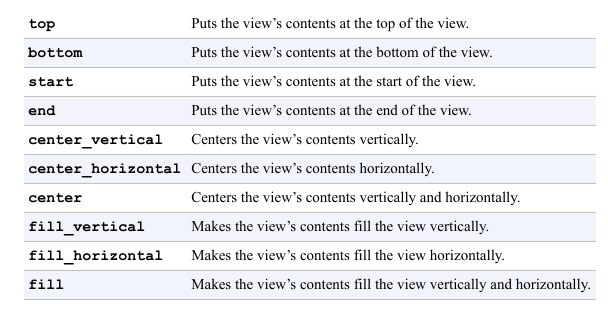 top Puts the view’s contents at the top of the view.
bottom Puts the view’s contents at the bottom of the view.
start Puts the view’s contents at the start of the view.
end Puts the view’s contents at the end of the view.
center_vertical Centers the view’s contents vertically.
center_horizontal Centers the view’s contents horizontally.
center Centers the view’s contents vertically and horizontally.
fill_vertical Makes the view’s contents fill the view vertically.
fill_horizontal Makes the view’s contents fill the view horizontally.
fill Makes the view’s contents fill the view vertically and horizontally.